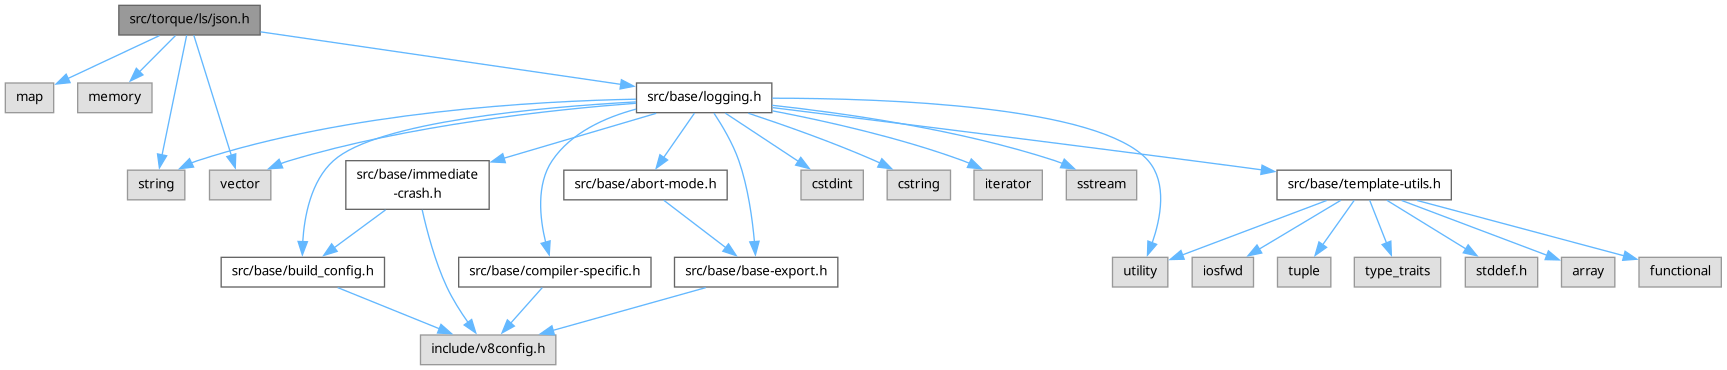 src/torque/ls/json.h
map
memory
src/base/logging.h
string
vector
src/base/immediate
-crash.h
src/base/abort-mode.h
cstdint
cstring
iterator
sstream
src/base/template-utils.h
src/base/build_config.h
src/base/compiler-specific.h
src/base/base-export.h
utility
iosfwd
tuple
type_traits
stddef.h
array
functional
include/v8config.h